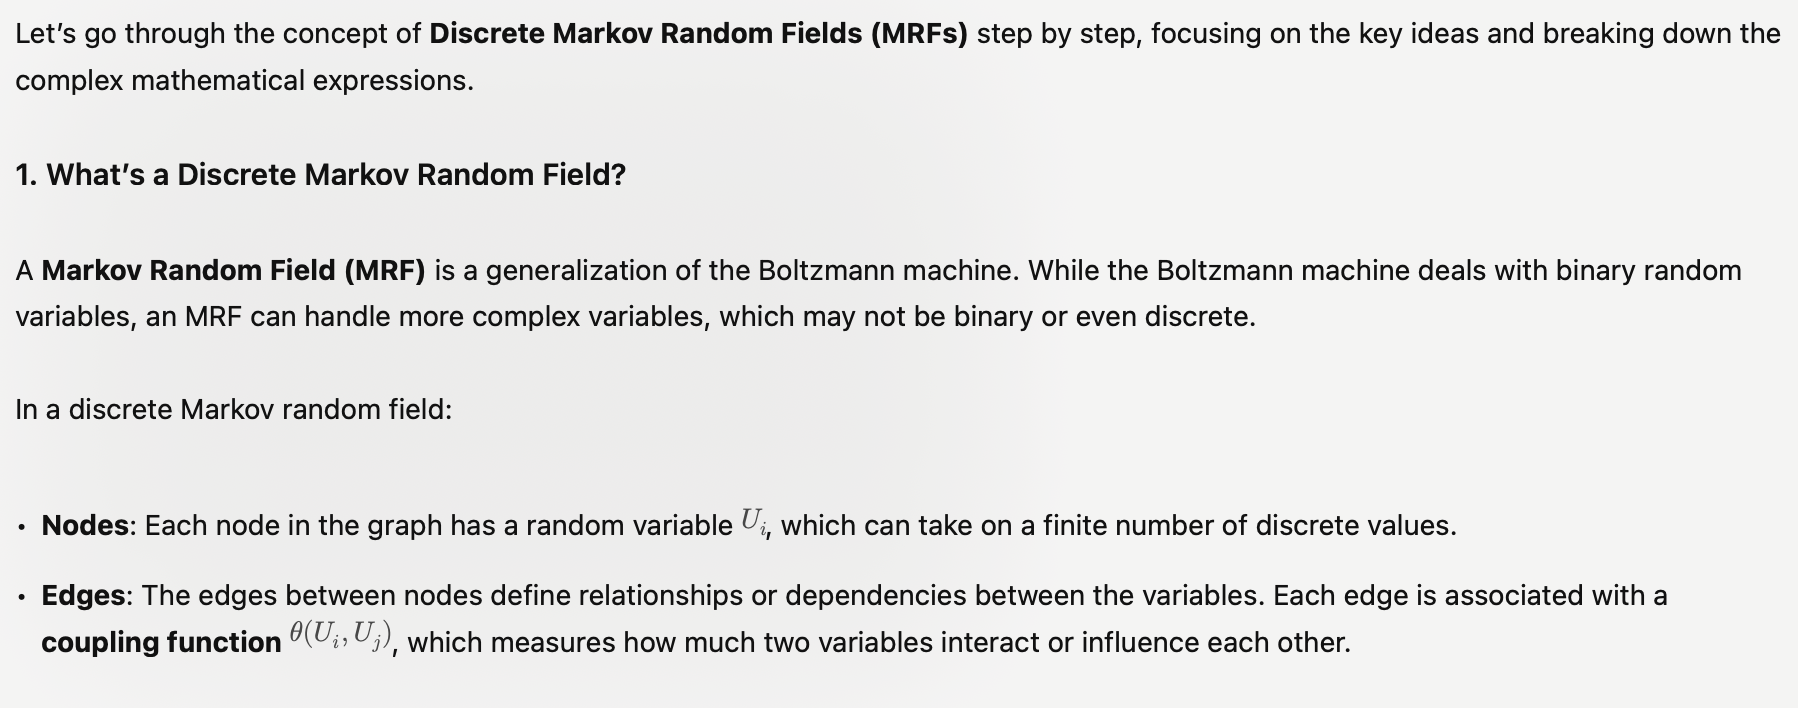 Let’s go through the concept of Discrete Markov Random Fields (MRFs) step by step, focusing on the key ideas and breaking down the
complex mathematical expressions.
1. What’s a Discrete Markov Random Field?
A Markov Random Field (MRF) is a generalization of the Boltzmann machine. While the Boltzmann machine deals with binary random
variables, an MRF can handle more complex variables, which may not be binary or even discrete.
In a discrete Markov random field:
• Nodes: Each node in the graph has a random variable U_i, which can take on a finite number of discrete values.
• Edges: The edges between nodes define relationships or dependencies between the variables. Each edge is associated with a
coupling function θ(U_i, U_j), which measures how much two variables interact or influence each other.